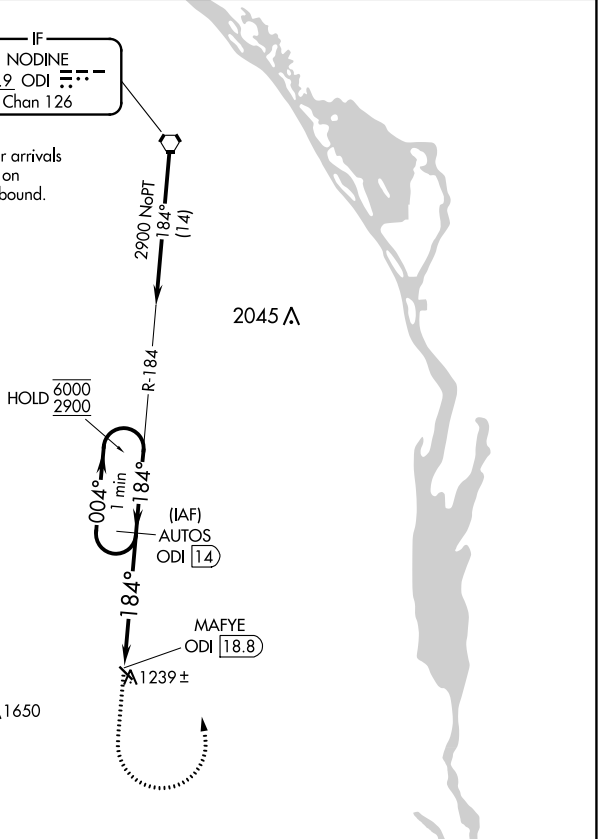 IF
NODINE
.9 ODI
Chan 126
r arrivals
on
bound.
2900 NoPT
184°
(14)
2045
R-184
HOLD 6000
2900
004°
1 min
184°
(IAF)
AUTOS
ODI 14
184°
MAFYE
ODI 18.8
1239 ±
1650